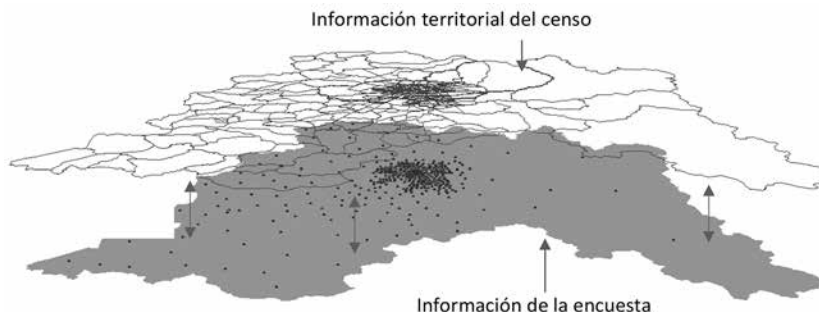 Información territorial del censo
Información de la encuesta